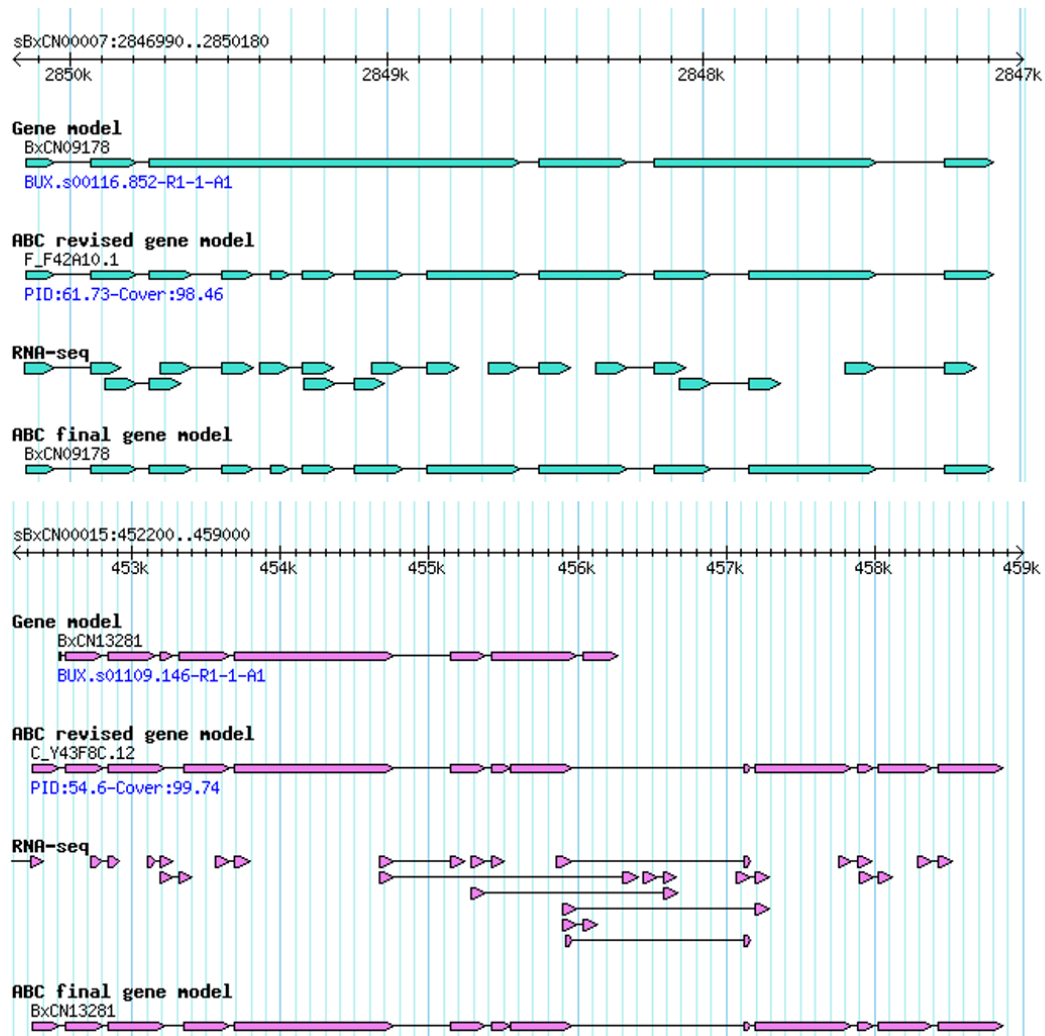 sBxCN00007:2846990..2850180
2850k 2849k 2848k 2847k
Gene model
BxCN09178
BUX.s00116.852-R1-1-A1
ABC revised gene model
F_F42A10.1
PID:61.73-Cover:98.46
RNA-seq
ABC final gene model
BxCN09178
sBxCN00015:452200..459000
453k 454k 455k 456k 457k 458k 459k
Gene model
BxCN13281
BUX.s01109.146-R1-1-A1
ABC revised gene model
C_Y43F8C.12
PID:54.6-Cover:99.74
RNA-seq
ABC final gene model
BxCN13281